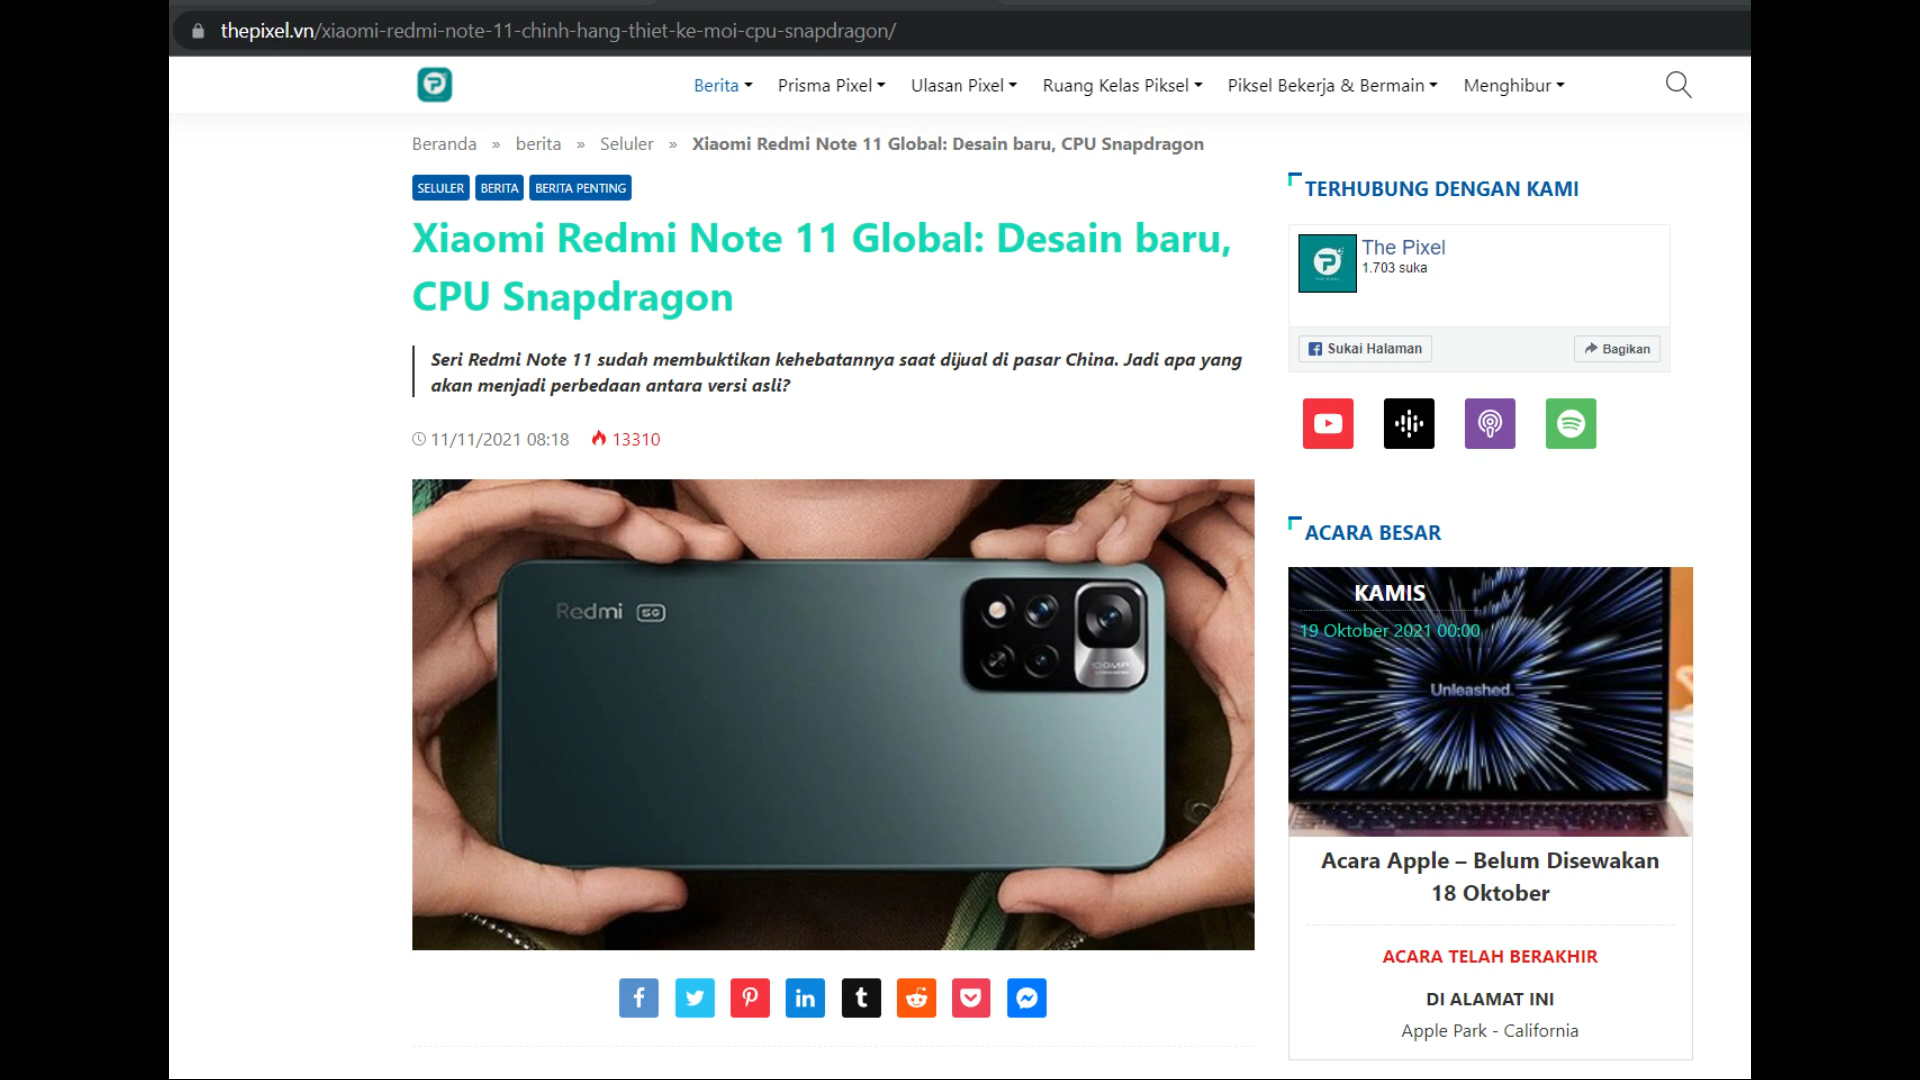 thepixel.vn/xiaomi-redmi-note-11-chinh-hang-thiet-ke-moi-cpu-snapdragon/
Berita Prisma Pixel Ulasan Pixel Ruang Kelas Piksel Piksel Bekerja & Bermain Menghibur
Beranda » berita » Seluler » Xiaomi Redmi Note 11 Global: Desain baru, CPU Snapdragon
SELULER BERITA BERITA PENTING
Xiaomi Redmi Note 11 Global: Desain baru,
CPU Snapdragon
Seri Redmi Note 11 sudah membuktikan kehebatannya saat dijual di pasar China. Jadi apa yang
akan menjadi perbedaan antara versi asli?
11/11/2021 08:18 13310
Redmi 5G
TERHUBUNG DENGAN KAMI
The Pixel
1.703 suka
Sukai Halaman Bagikan
ACARA BESAR
KAMIS
19 Oktober 2021 00:00
Unleashed.
Acara Apple – Belum Disewakan
18 Oktober
ACARA TELAH BERAKHIR
DI ALAMAT INI
Apple Park - California